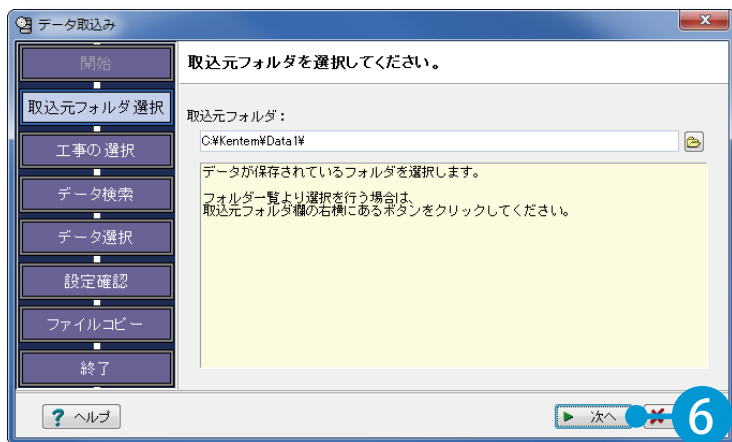 データ取込み
開始
取込元フォルダ選択
工事の選択
データ検索
データ選択
設定確認
ファイルコピー
終了
取込元フォルダを選択してください。
取込元フォルダ：
C:¥Kentem¥Data1¥
データが保存されているフォルダを選択します。
フォルダ一覧より選択を行う場合は、
取込元フォルダ欄の右横にあるボタンをクリックしてください。
? ヘルプ
次へ
6